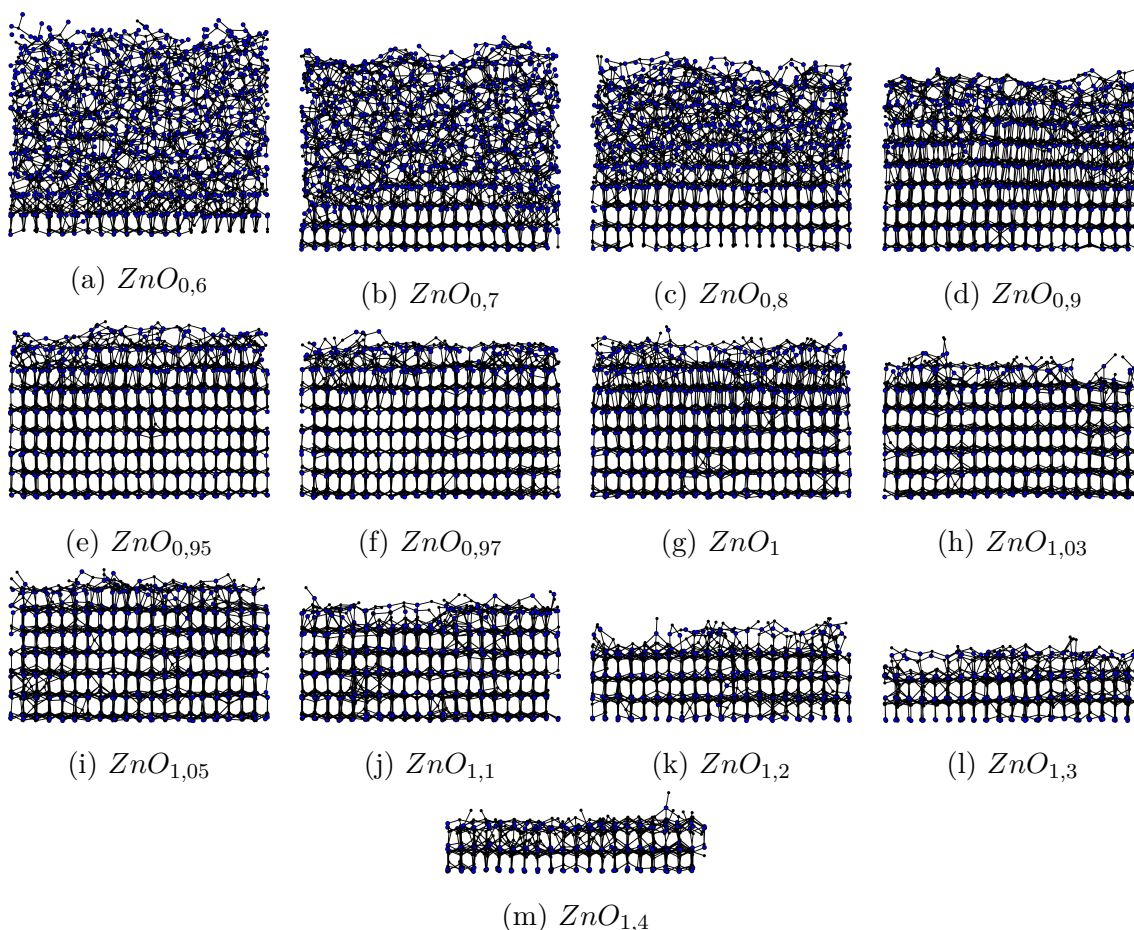 (a) ZnO0,6
(b) ZnO0,7
(c) ZnO0,8
(d) ZnO0,9
(e) ZnO0,95
(f) ZnO0,97
(g) ZnO1
(h) ZnO1,03
(i) ZnO1,05
(j) ZnO1,1
(k) ZnO1,2
(l) ZnO1,3
(m) ZnO1,4